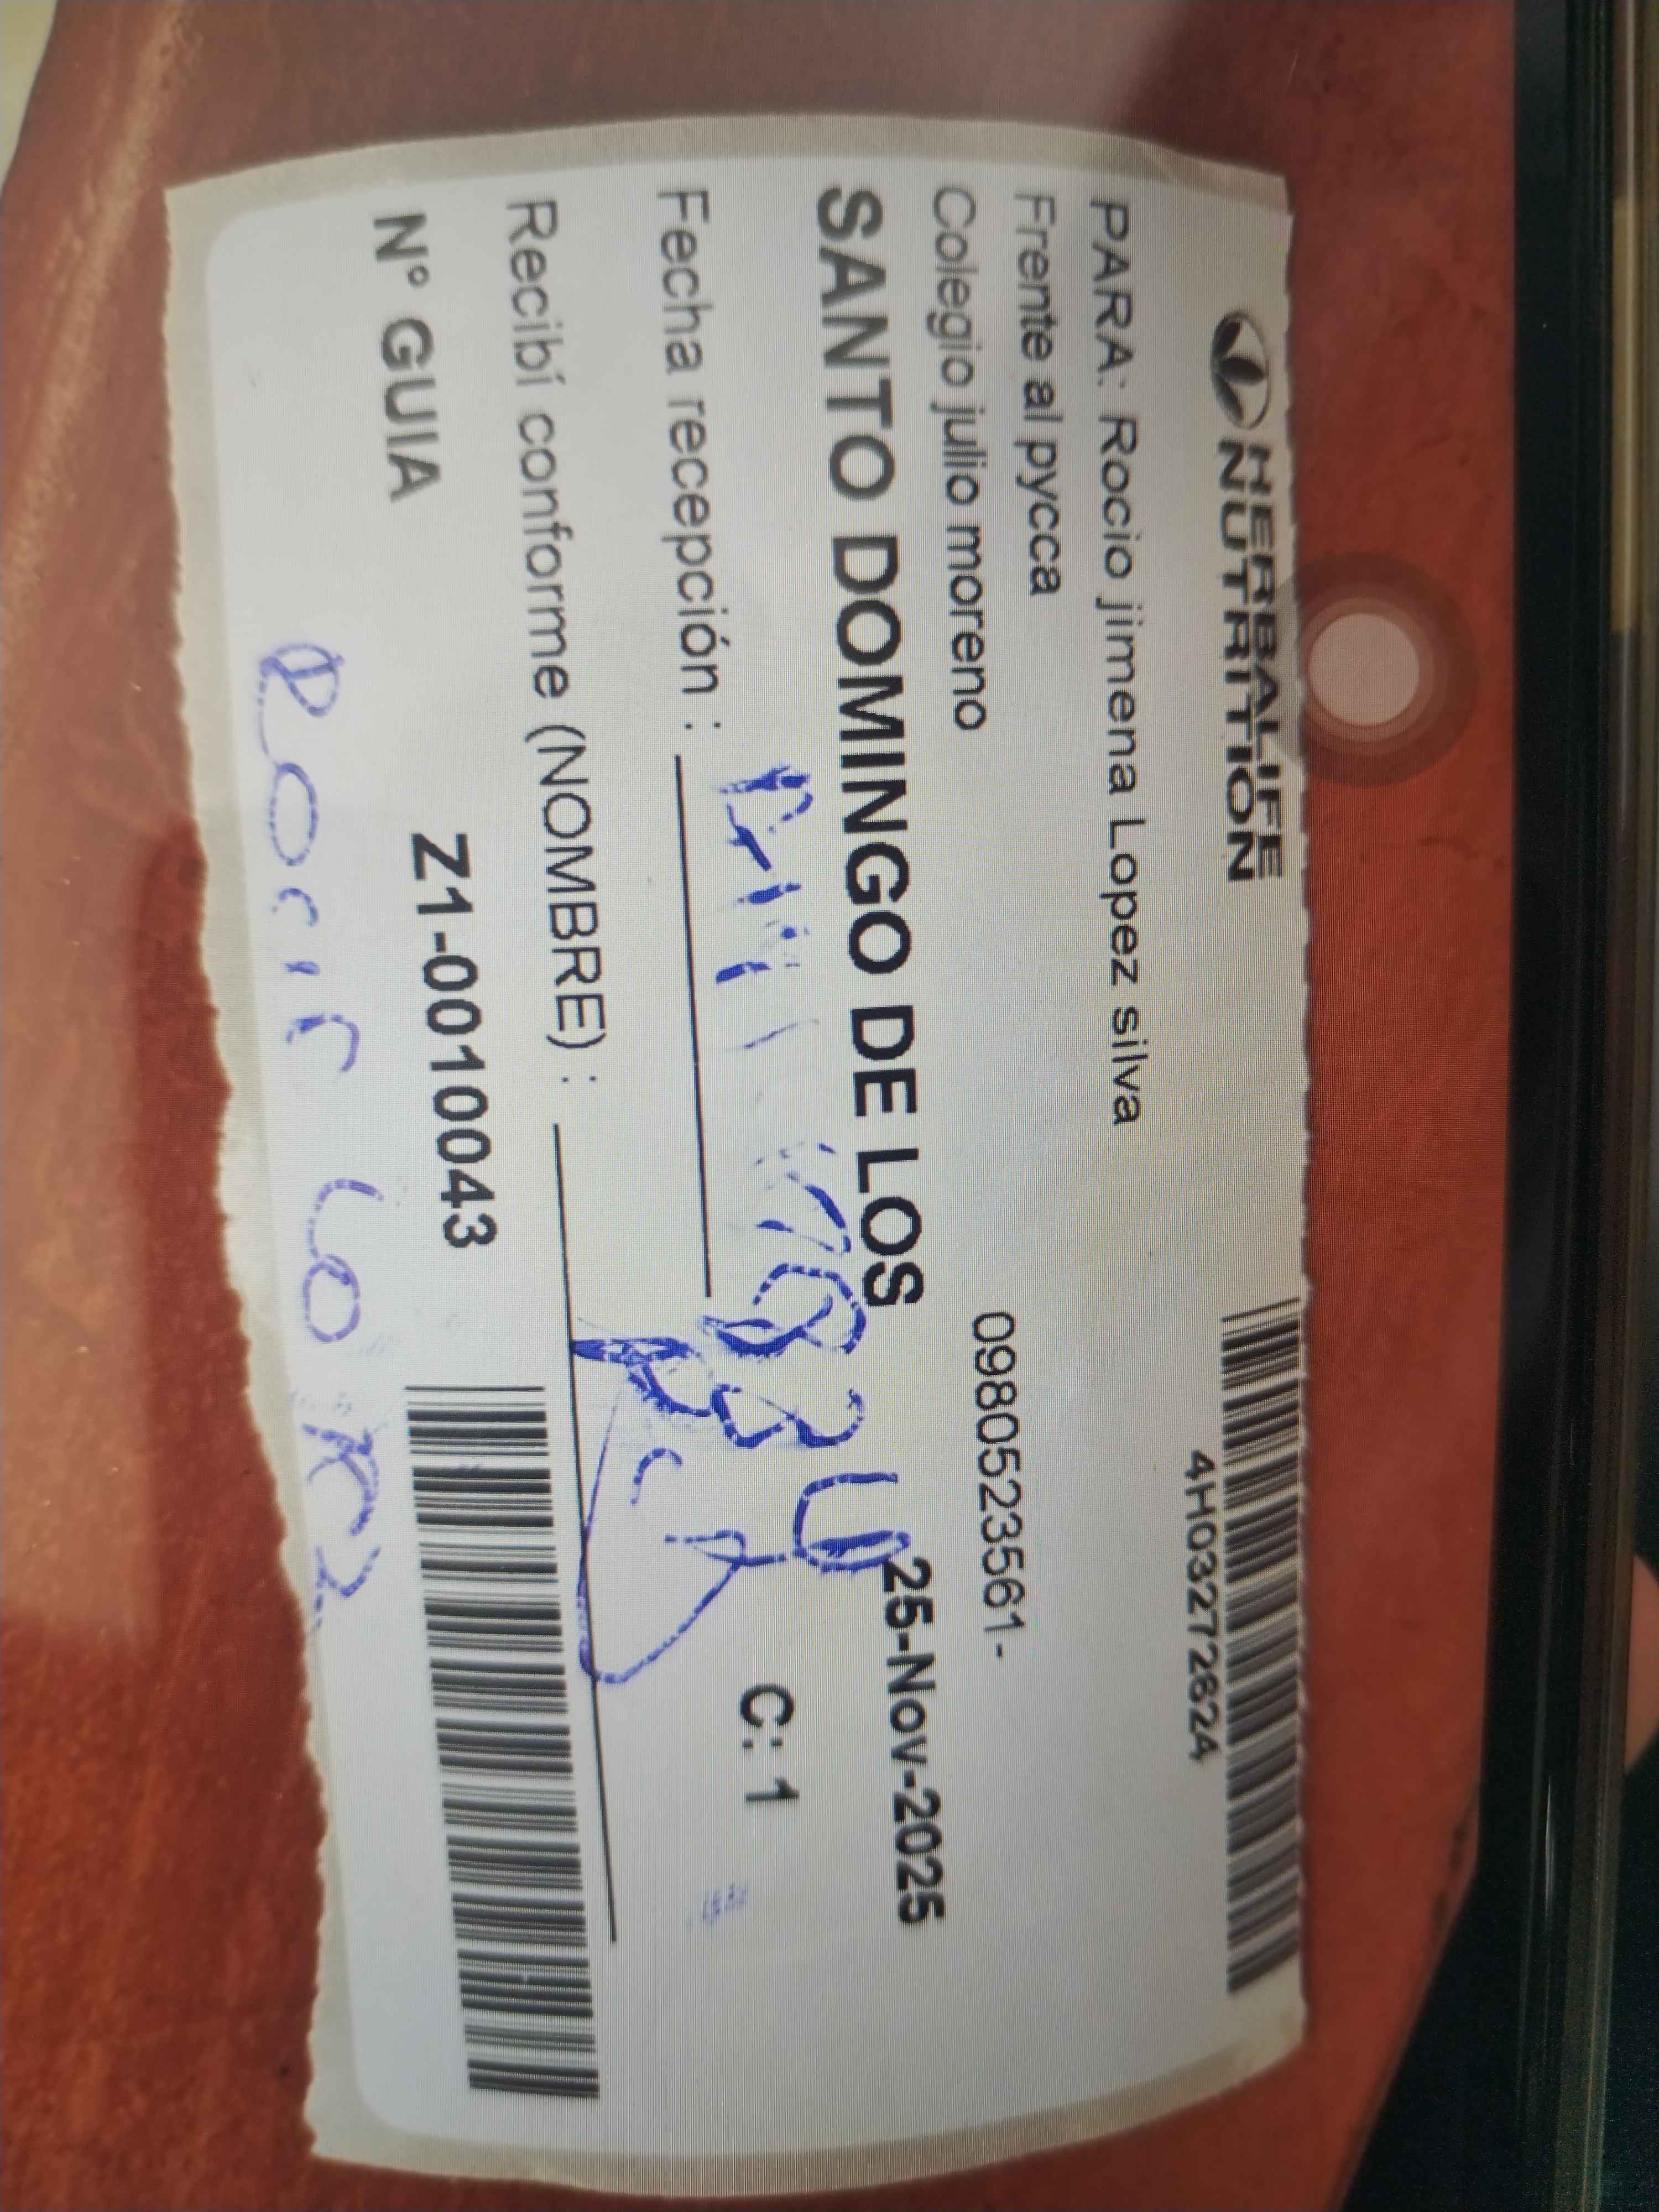 HERBALIFE
NUTRITION
4H03272624
PARA: Rocio jimena Lopez silva
Frente al pycca
Colegio julio moreno
0980523561-
SANTO DOMINGO DE LOS
25-Nov-2025
Fecha recepción :
C: 1
Recibí conforme (NOMBRE) :
N° GUIA Z1-0010043